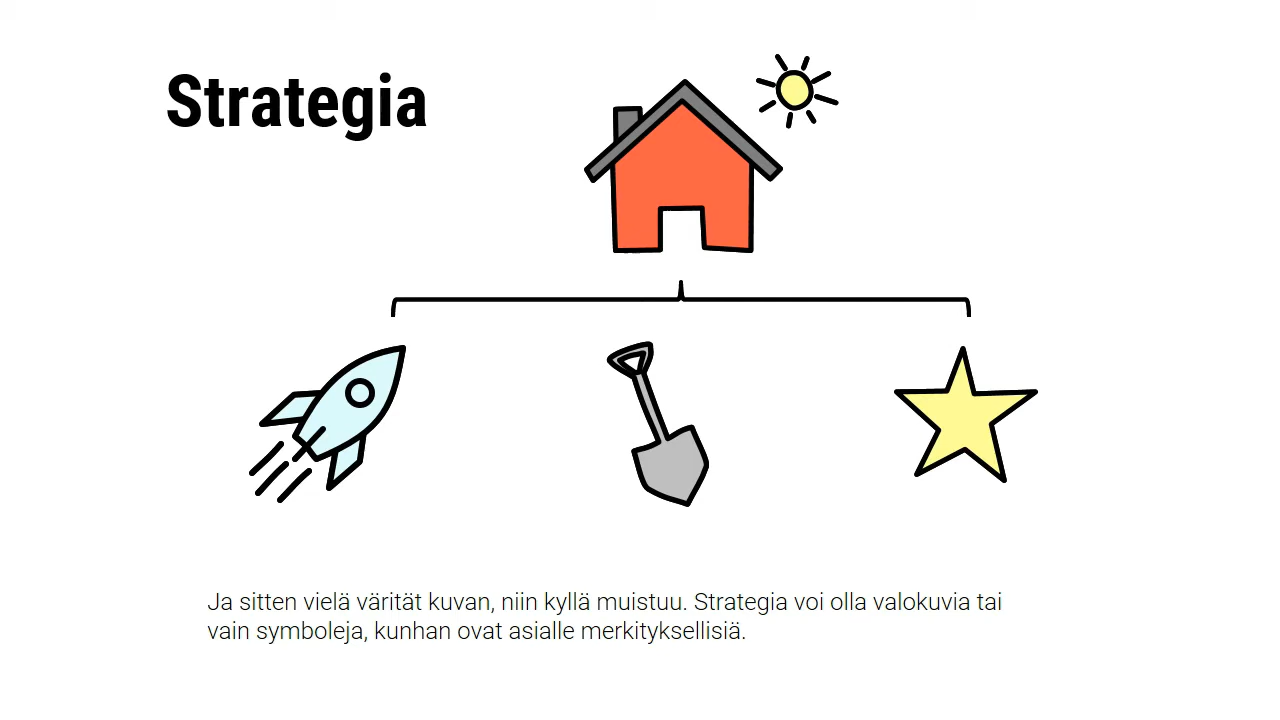 Strategia
Ja sitten vielä värität kuvan, niin kyllä muistuu. Strategia voi olla valokuvia tai
vain symboleja, kunhan ovat asialle merkityksellisiä.